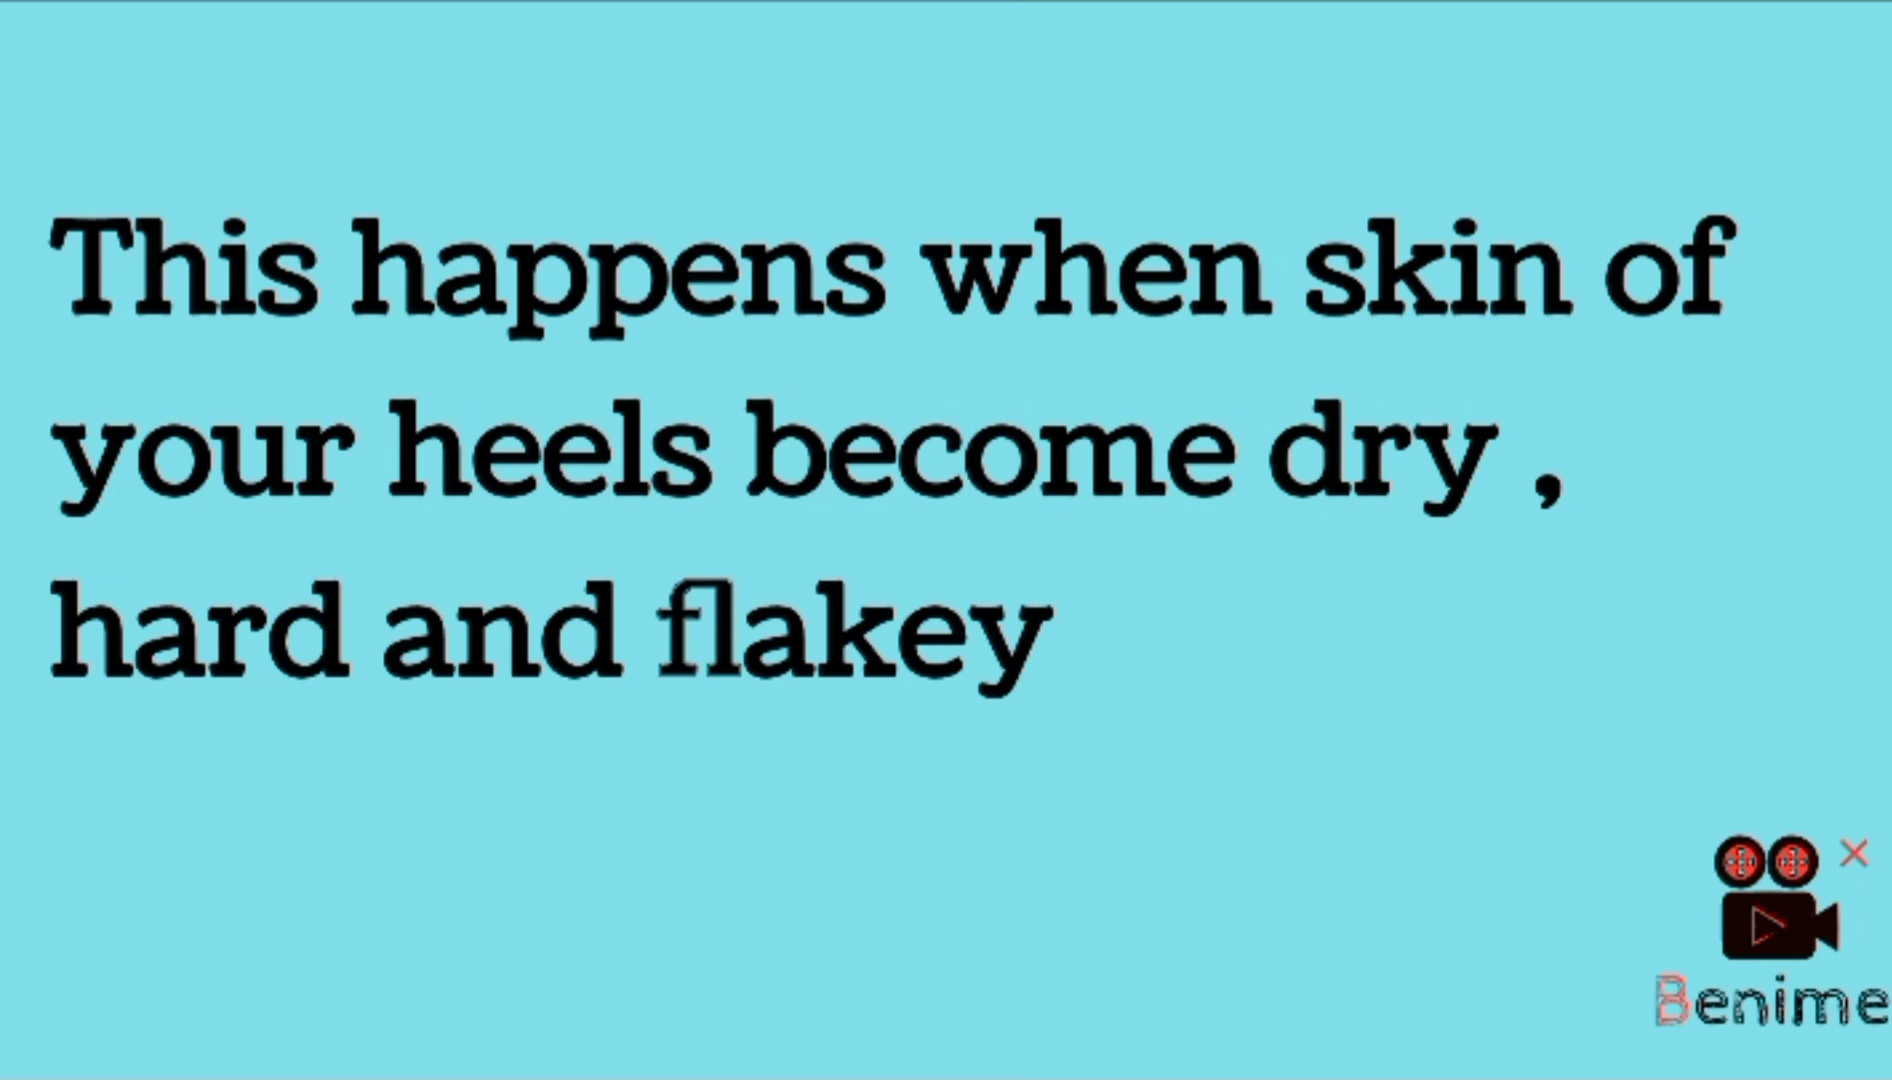 This happens when skin of
your heels become dry ,
hard and flakey
Benime